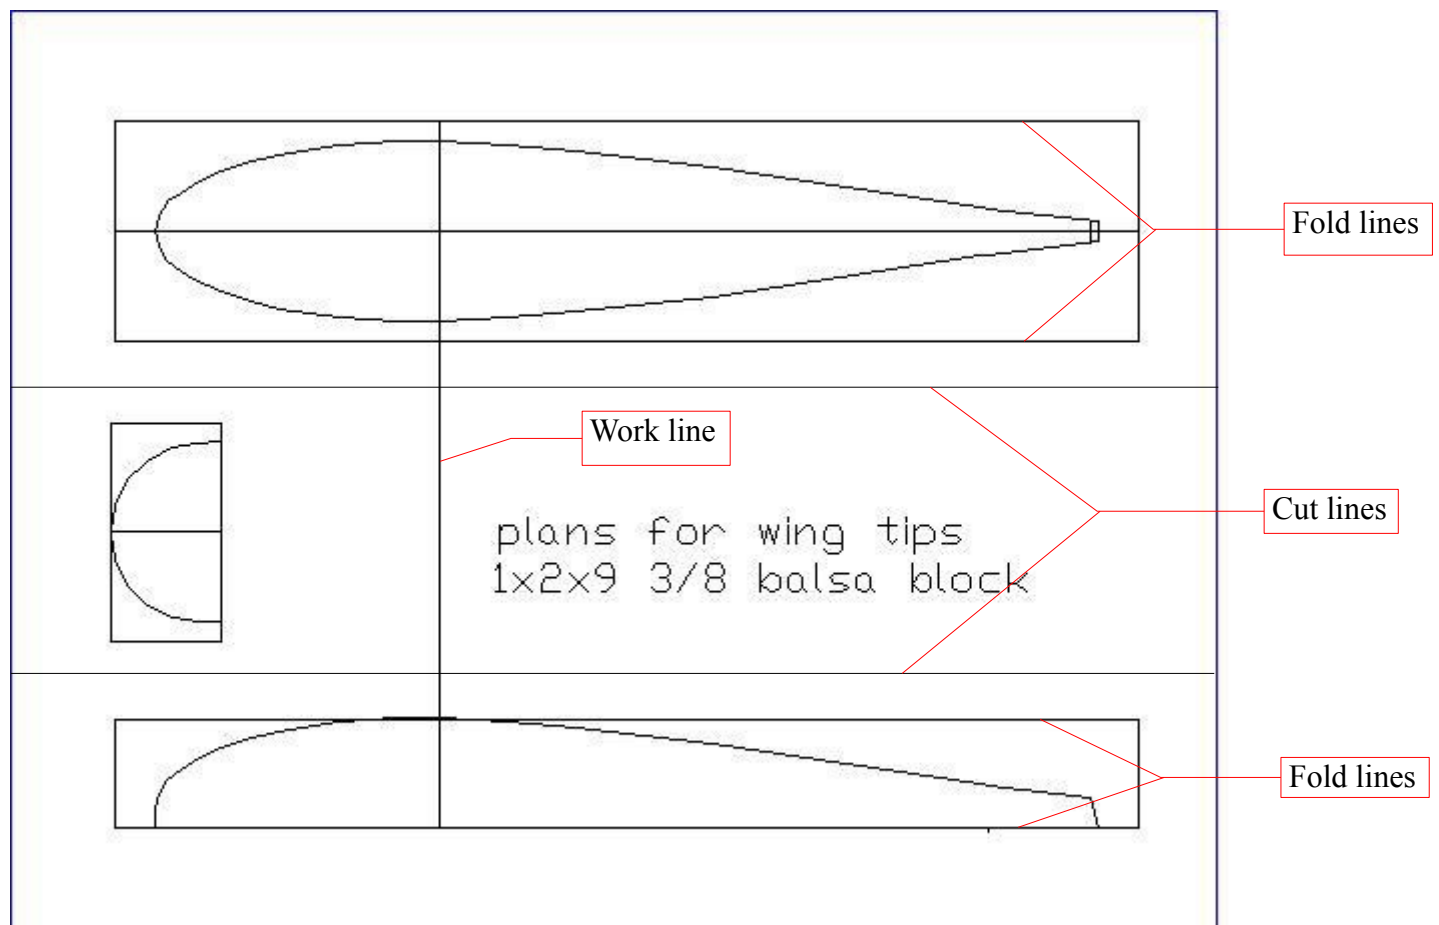 Fold lines
Work line
Cut lines
plans for wing tips
1x2x9 3/8 balsa block
Fold lines